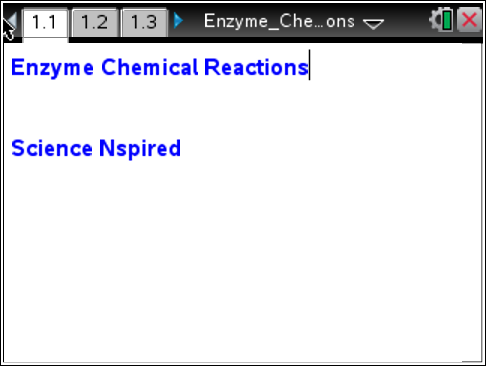 1.1 1.2 1.3 Enzyme_Che...ons
Enzyme Chemical Reactions
Science Nspired